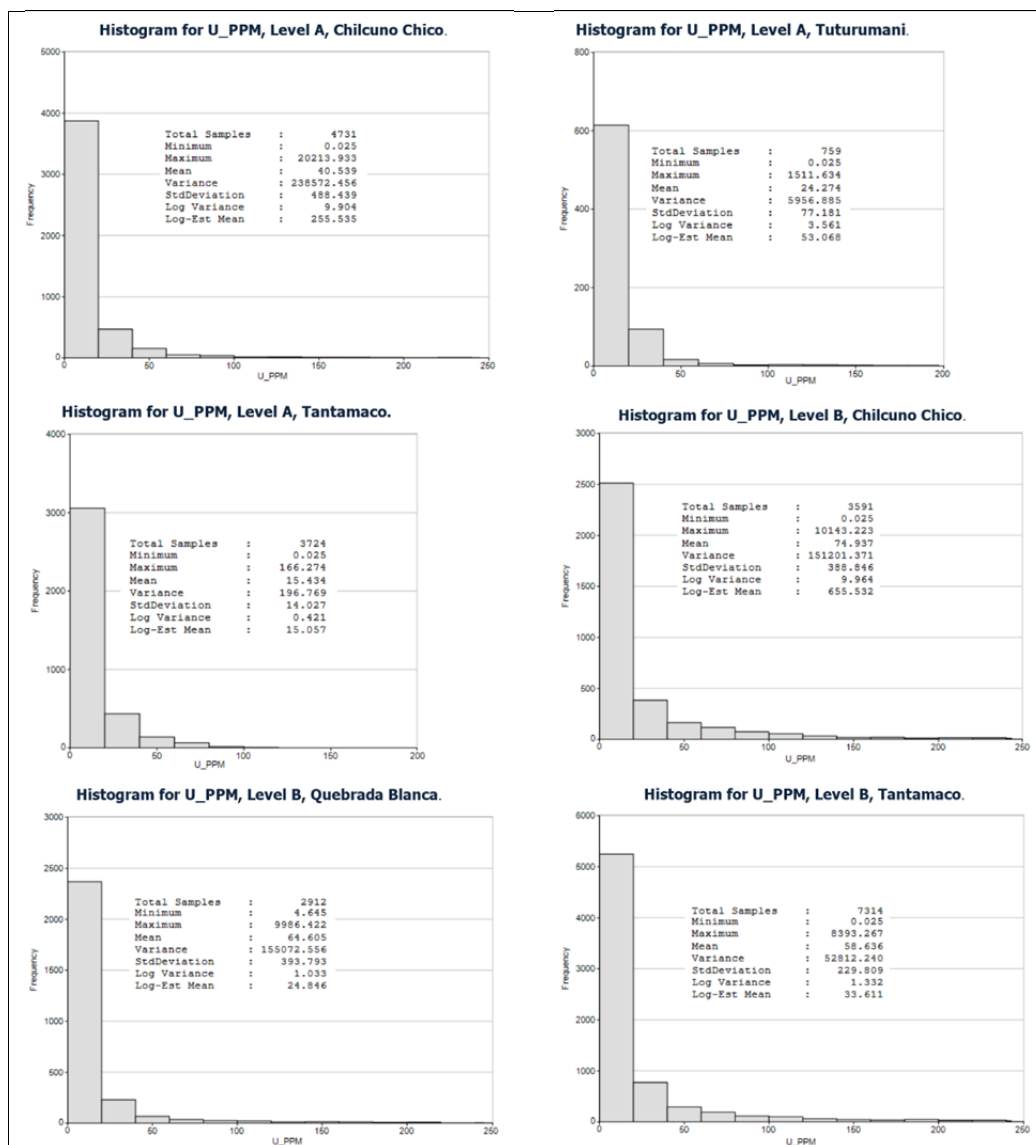 Histogram for U_PPM, Level A, Chilcuno Chico.
6000
4000
3000
1000
0
Frequency
Total Samples : 4731
Minimum : 0.025
Maximum : 20213.933
Mean : 40.539
Variance : 238572.456
StdDeviation : 488.439
Log Variance : 9.904
Log-Est Mean : 255.535
0 50 150 200 250
U_PPM
Histogram for U_PPM, Level A, Tuturumani.
800
600
400
200
0
Frequency
Total Samples : 759
Minimum : 0.025
Maximum : 1511.634
Mean : 24.274
Variance : 5956.885
StdDeviation : 77.181
Log Variance : 3.561
Log-Est Mean : 53.068
0 50 100 150 200
U_PPM
Histogram for U_PPM, Level A, Tantamaco.
4000
3000
2000
1000
0
Frequency
Total Samples : 3724
Minimum : 0.025
Maximum : 166.274
Mean : 15.434
Variance : 196.769
StdDeviation : 14.027
Log Variance : 0.421
Log-Est Mean : 15.057
0 50 100 150 200
U_PPM
Histogram for U_PPM, Level B, Chilcuno Chico.
3000
2500
2000
1500
1000
500
0
Frequency
Total Samples : 3591
Minimum : 0.025
Maximum : 10143.223
Mean : 74.937
Variance : 151201.371
StdDeviation : 388.846
Log Variance : 9.964
Log-Est Mean : 655.532
0 50 100 150 200 250
U_PPM
Histogram for U_PPM, Level B, Quebrada Blanca.
3000
2500
2000
1500
1000
500
0
Frequency
Total Samples : 2912
Minimum : 4.645
Maximum : 9986.422
Mean : 64.605
Variance : 155072.556
StdDeviation : 393.793
Log Variance : 1.033
Log-Est Mean : 24.846
0 50 100 150 200 250
U_PPM
Histogram for U_PPM, Level B, Tantamaco.
6000
5000
4000
3000
2000
1000
0
Frequency
Total Samples : 7314
Minimum : 0.025
Maximum : 8393.267
Mean : 58.636
Variance : 52812.240
StdDeviation : 229.809
Log Variance : 1.332
Log-Est Mean : 33.611
0 50 100 150 200 250
U_PPM